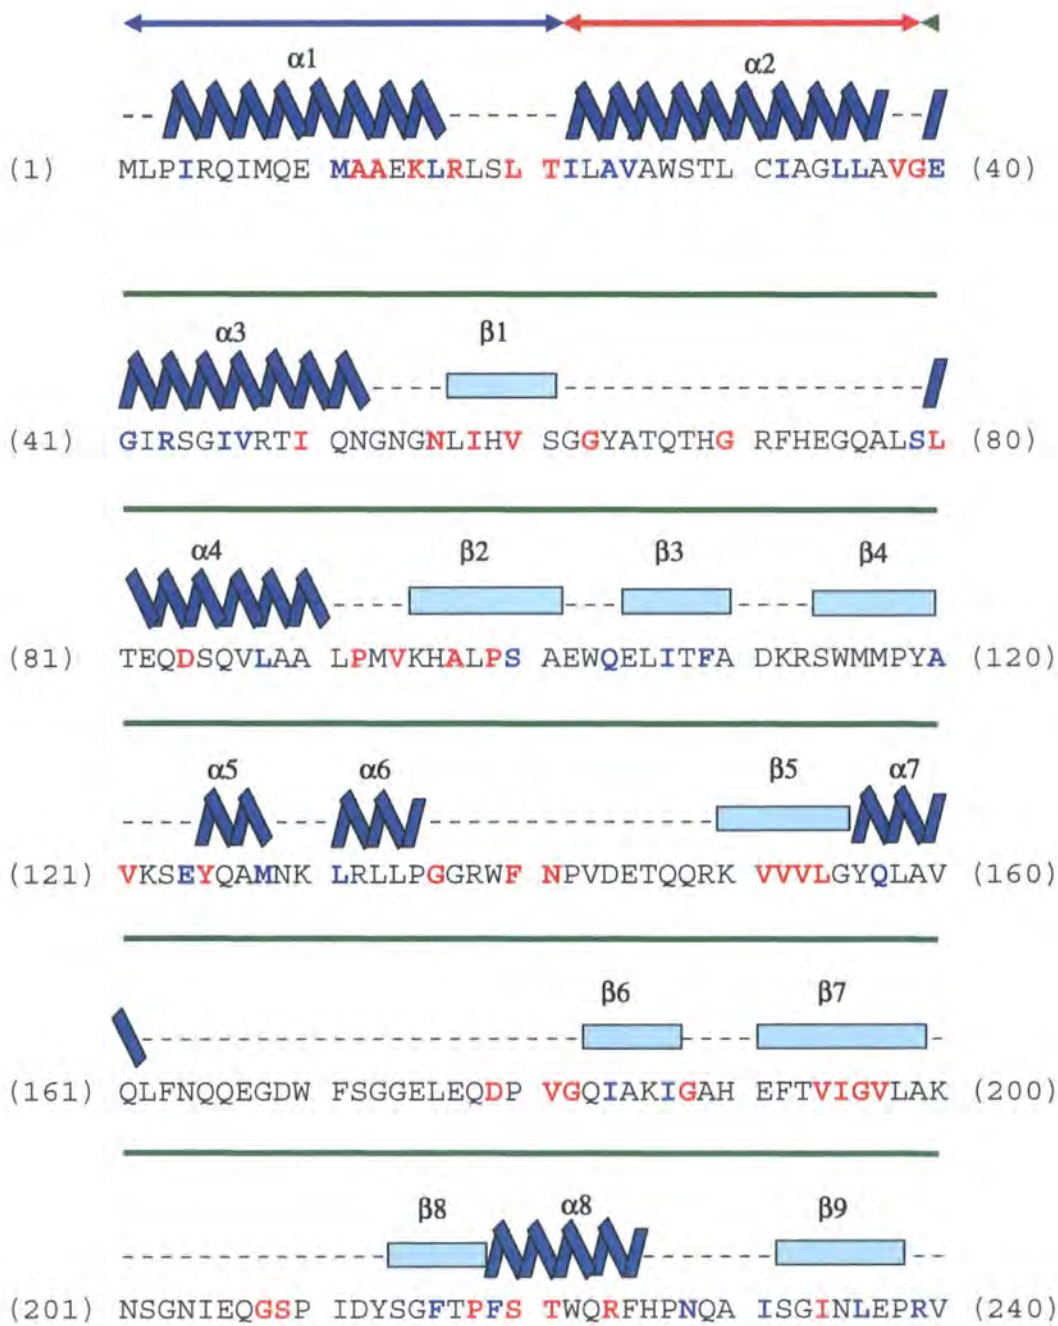 α1 α2
(1) MLPIRQIMQE MAAEKLRLSL TILAVAWSTL CIAGLLAVGE (40)
α3 β1
(41) GIRSGIVRTI QNGNGNLIHV SGGYATQTHG RFHEGQALSL (80)
α4 β2 β3 β4
(81) TEQDSQVLAA LPMVKHALPS AEWQELITFA DKRSWMMPYA (120)
α5 α6 β5 α7
(121) VKSEYQAMNK LRLLPGGRWF NPVDETQQRK VVVLGYQLAV (160)
β6 β7
(161) QLFNQQEGDW FSGGELEQDP VGQIAKIGAH EFTVIGVLAK (200)
β8 α8 β9
(201) NSGNIEQGSP IDYSGFTPFS TWQRFHPNQA ISGINLEPRV (240)